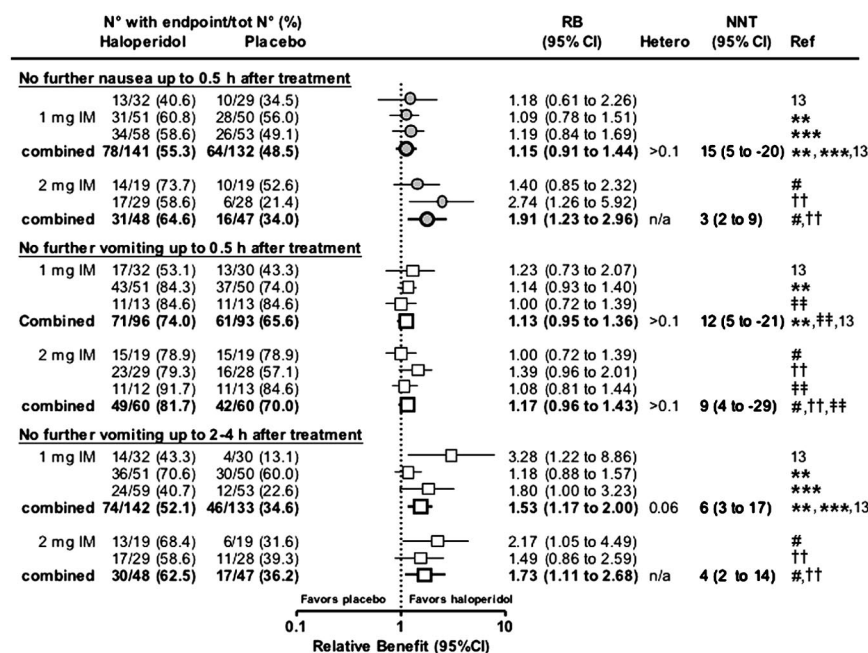 N° with endpoint/tot N° (%) RB NNT
Haloperidol Placebo (95% CI) Hetero (95% CI) Ref
No further nausea up to 0.5 h after treatment
13/32 (40.6) 10/29 (34.5) 1.18 (0.61 to 2.26) 13
1 mg IM 31/51 (60.8) 28/50 (56.0) 1.09 (0.78 to 1.51) **
34/58 (58.6) 26/53 (49.1) 1.19 (0.84 to 1.69) ***
combined 78/141 (55.3) 64/132 (48.5) 1.15 (0.91 to 1.44) >0.1 15 (5 to -20) **,***,13
2 mg IM 14/19 (73.7) 10/19 (52.6) 1.40 (0.85 to 2.32) #
17/29 (58.6) 6/28 (21.4) 2.74 (1.26 to 5.92) ††
combined 31/48 (64.6) 16/47 (34.0) 1.91 (1.23 to 2.96) n/a 3 (2 to 9) #,††
No further vomiting up to 0.5 h after treatment
1 mg IM 17/32 (53.1) 13/30 (43.3) 1.23 (0.73 to 2.07) 13
43/51 (84.3) 37/50 (74.0) 1.14 (0.93 to 1.40) **
11/13 (84.6) 11/13 (84.6) 1.00 (0.72 to 1.39) ‡‡
Combined 71/96 (74.0) 61/93 (65.6) 1.13 (0.95 to 1.36) >0.1 12 (5 to -21) **,‡‡,13
2 mg IM 15/19 (78.9) 15/19 (78.9) 1.00 (0.72 to 1.39) #
23/29 (79.3) 16/28 (57.1) 1.39 (0.96 to 2.01) ††
11/12 (91.7) 11/13 (84.6) 1.08 (0.81 to 1.44) ‡‡
combined 49/60 (81.7) 42/60 (70.0) 1.17 (0.96 to 1.43) >0.1 9 (4 to -29) #,††,‡‡
No further vomiting up to 2-4 h after treatment
1 mg IM 14/32 (43.3) 4/30 (13.1) 3.28 (1.22 to 8.86) 13
36/51 (70.6) 30/50 (60.0) 1.18 (0.88 to 1.57) **
24/59 (40.7) 12/53 (22.6) 1.80 (1.00 to 3.23) ***
combined 74/142 (52.1) 46/133 (34.6) 1.53 (1.17 to 2.00) 0.06 6 (3 to 17) **,***,13
2 mg IM 13/19 (68.4) 6/19 (31.6) 2.17 (1.05 to 4.49) #
17/29 (58.6) 11/28 (39.3) 1.49 (0.86 to 2.59) ††
combined 30/48 (62.5) 17/47 (36.2) 1.73 (1.11 to 2.68) n/a 4 (2 to 14) #,††
Favors placebo Favors haloperidol
0.1 1 10
Relative Benefit (95%CI)